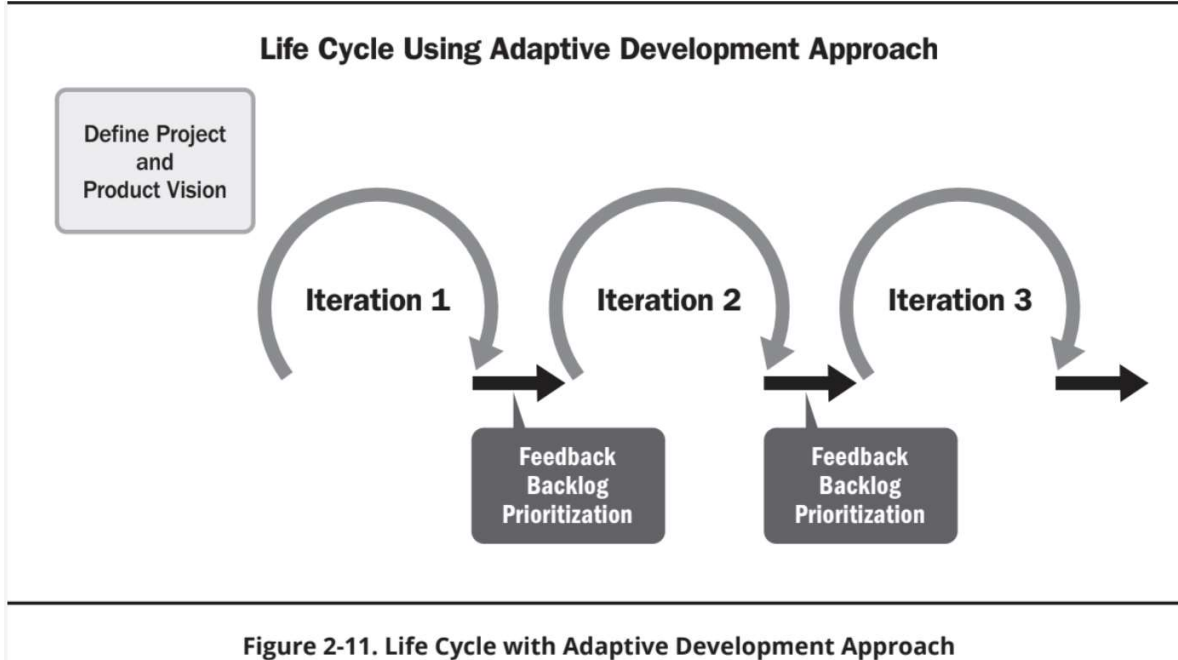 Life Cycle Using Adaptive Development Approach
Define Project
and
Product Vision
Iteration 1
Iteration 2
Iteration 3
Feedback
Backlog
Prioritization
Feedback
Backlog
Prioritization
Figure 2-11. Life Cycle with Adaptive Development Approach